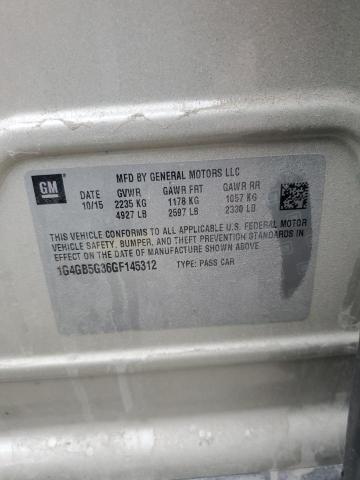 GM
MFD BY GENERAL MOTORS LLC
DATE GVWR GAWR FRT GAWR RR
10/15 2235 KG 1178 KG 1057 KG
4927 LB 2597 LB 2330 LB
THIS VEHICLE CONFORMS TO ALL APPLICABLE U.S. FEDERAL MOTOR
VEHICLE SAFETY, BUMPER, AND THEFT PREVENTION STANDARDS IN
EFFECT ON THE DATE OF MANUFACTURE SHOWN ABOVE.
1G4GB5G36GF145312 TYPE: PASS CAR